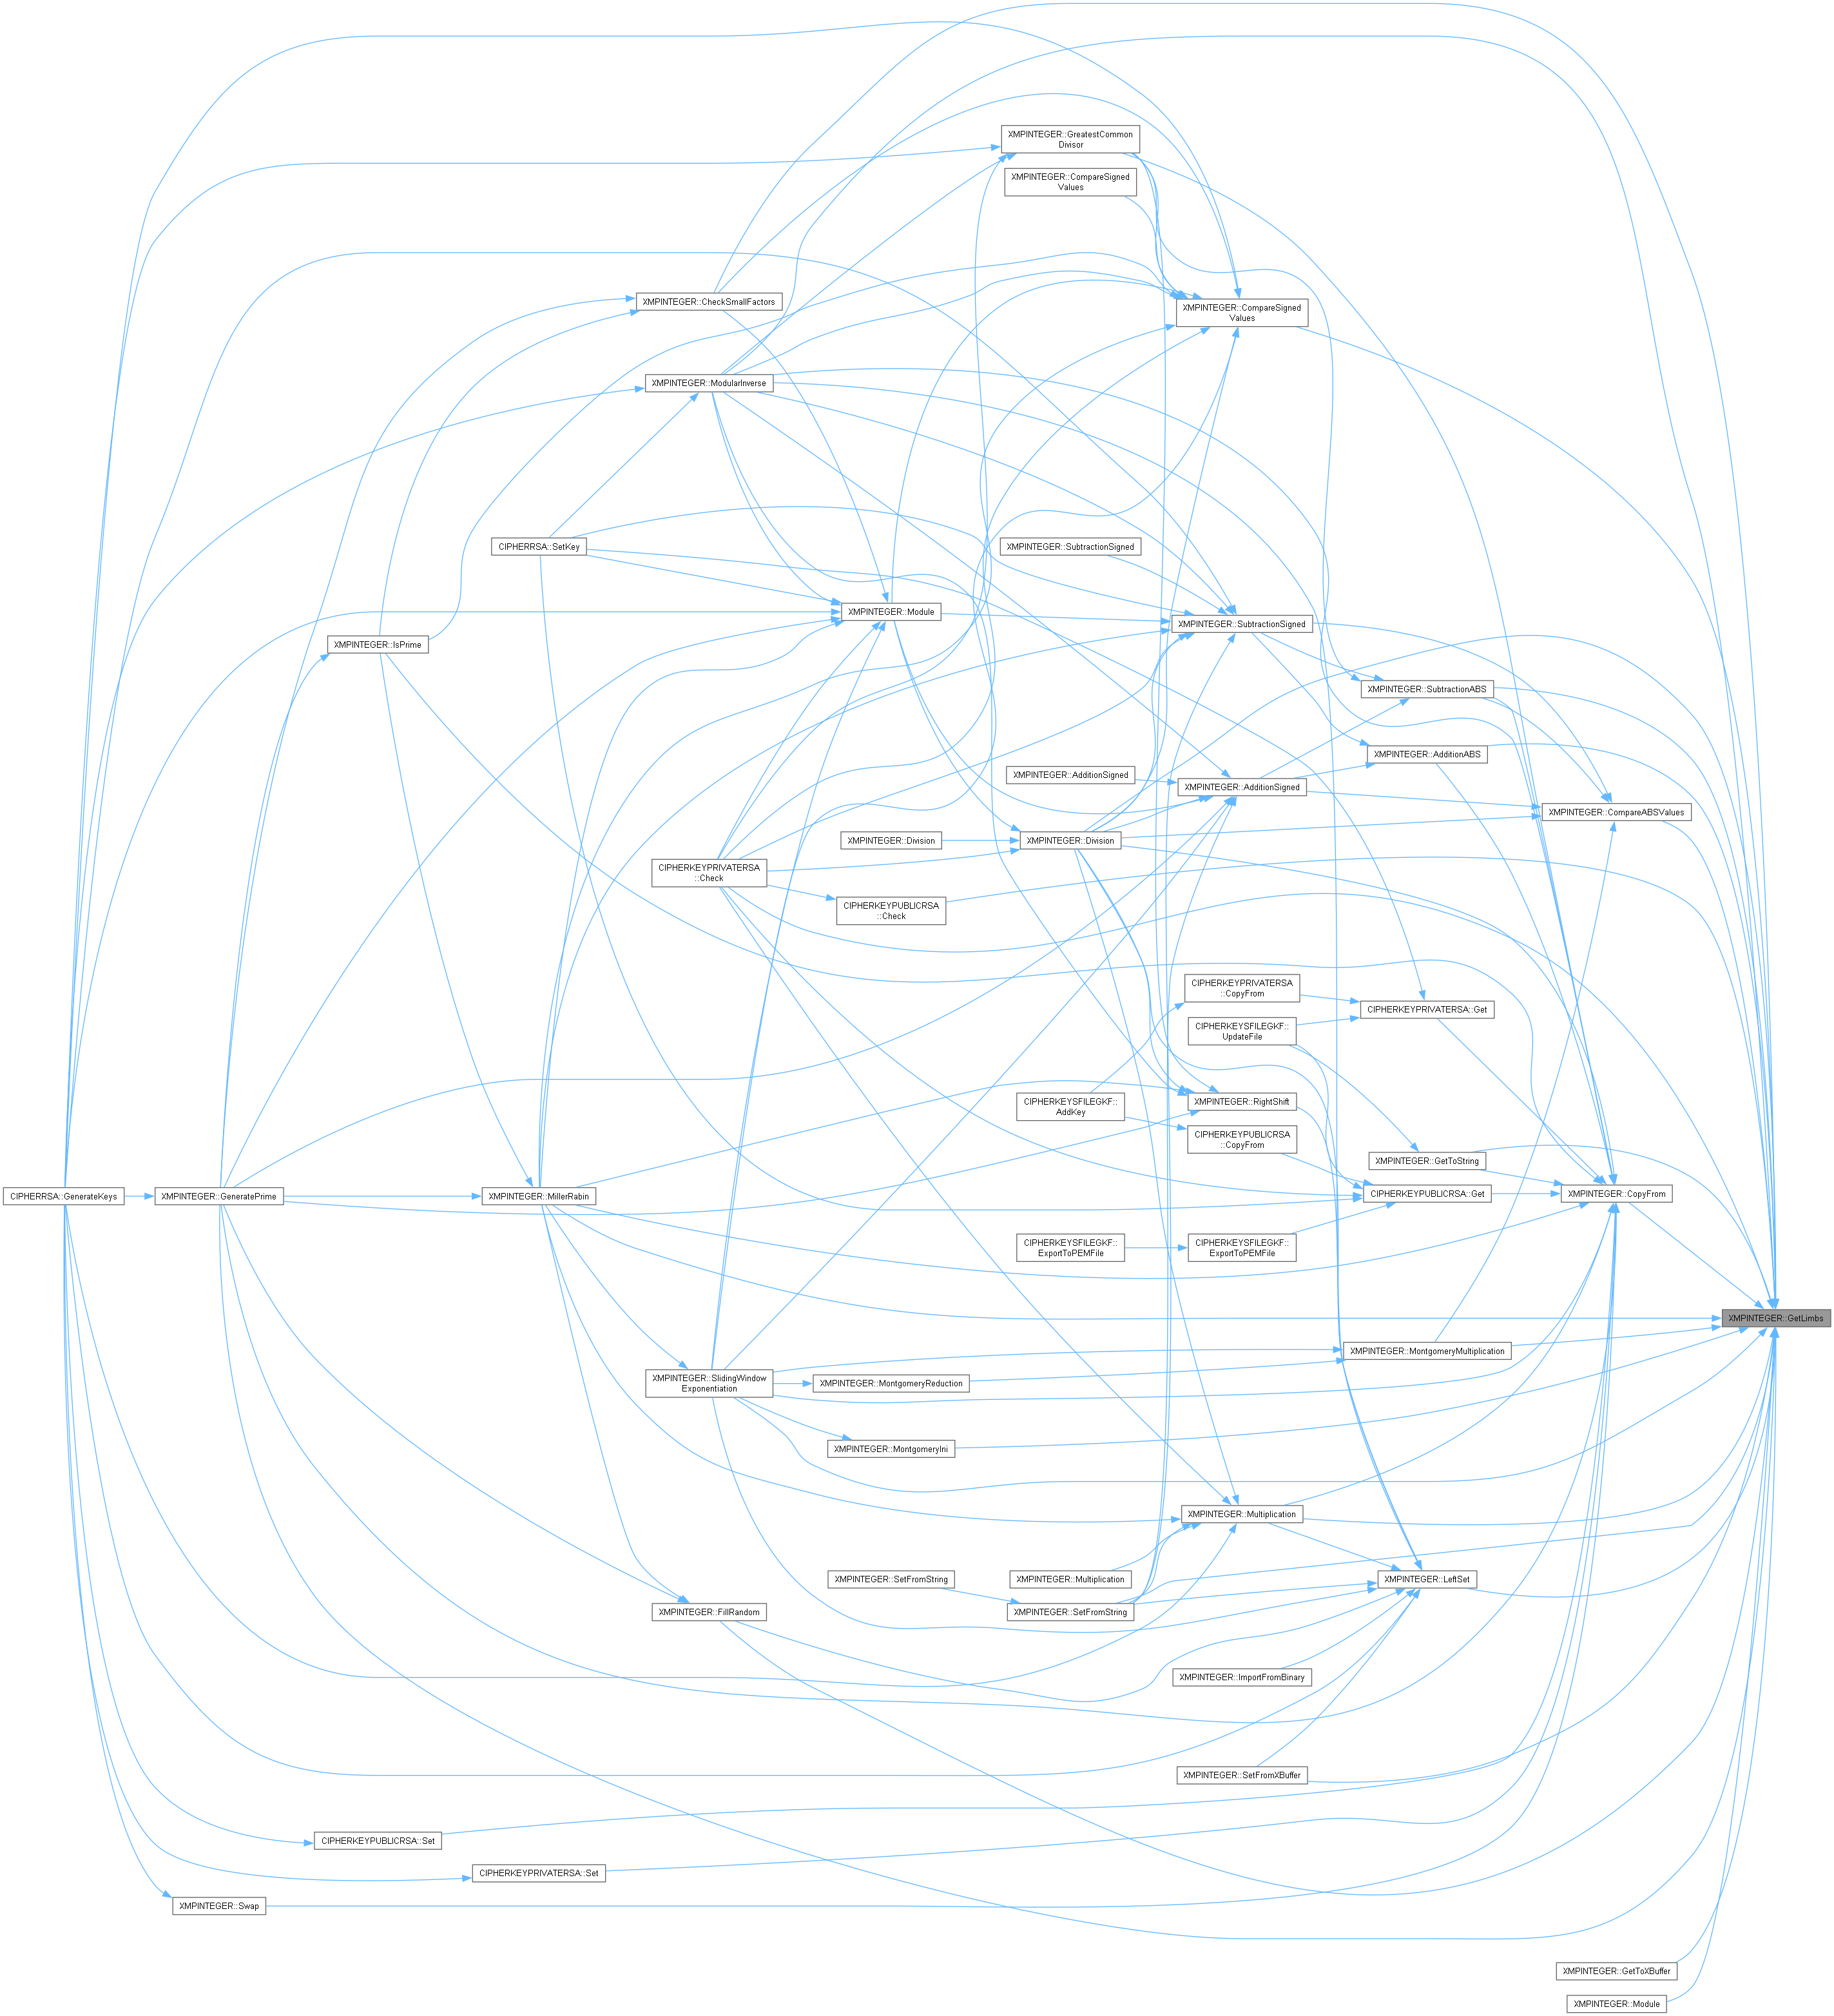 XMPINTEGER::GreatestCommon
Divisor
XMPINTEGER::CompareSigned
Values
XMPINTEGER::CheckSmallFactors
XMPINTEGER::CompareSigned
Values
XMPINTEGER::ModularInverse
CIPHERRSA::SetKey
XMPINTEGER::SubtractionSigned
XMPINTEGER::Module
XMPINTEGER::SubtractionSigned
XMPINTEGER::IsPrime
XMPINTEGER::SubtractionABS
XMPINTEGER::AdditionABS
XMPINTEGER::AdditionSigned
XMPINTEGER::AdditionSigned
XMPINTEGER::CompareABSValues
XMPINTEGER::Division
XMPINTEGER::Division
CIPHERKEYPRIVATERSA
::Check
CIPHERKEYPUBLICRSA
::Check
CIPHERKEYPRIVATERSA
::CopyFrom
CIPHERKEYPRIVATERSA::Get
CIPHERKEYSFILEGKF::
UpdateFile
CIPHERKEYSFILEGKF::
AddKey
XMPINTEGER::RightShift
CIPHERKEYPUBLICRSA
::CopyFrom
XMPINTEGER::GetToString
CIPHERRSA::GenerateKeys
XMPINTEGER::GeneratePrime
XMPINTEGER::MillerRabin
CIPHERKEYPUBLICRSA::Get
XMPINTEGER::CopyFrom
CIPHERKEYSFILEGKF::
ExportToPEMFile
CIPHERKEYSFILEGKF::
ExportToPEMFile
XMPINTEGER::GetLimbs
XMPINTEGER::MontgomeryMultiplication
XMPINTEGER::SlidingWindow
Exponentiation
XMPINTEGER::MontgomeryReduction
XMPINTEGER::MontgomeryIni
XMPINTEGER::Multiplication
XMPINTEGER::SetFromString
XMPINTEGER::Multiplication
XMPINTEGER::LeftSet
XMPINTEGER::FillRandom
XMPINTEGER::SetFromString
XMPINTEGER::ImportFromBinary
XMPINTEGER::SetFromXBuffer
CIPHERKEYPUBLICRSA::Set
CIPHERKEYPRIVATERSA::Set
XMPINTEGER::Swap
XMPINTEGER::GetToXBuffer
XMPINTEGER::Module